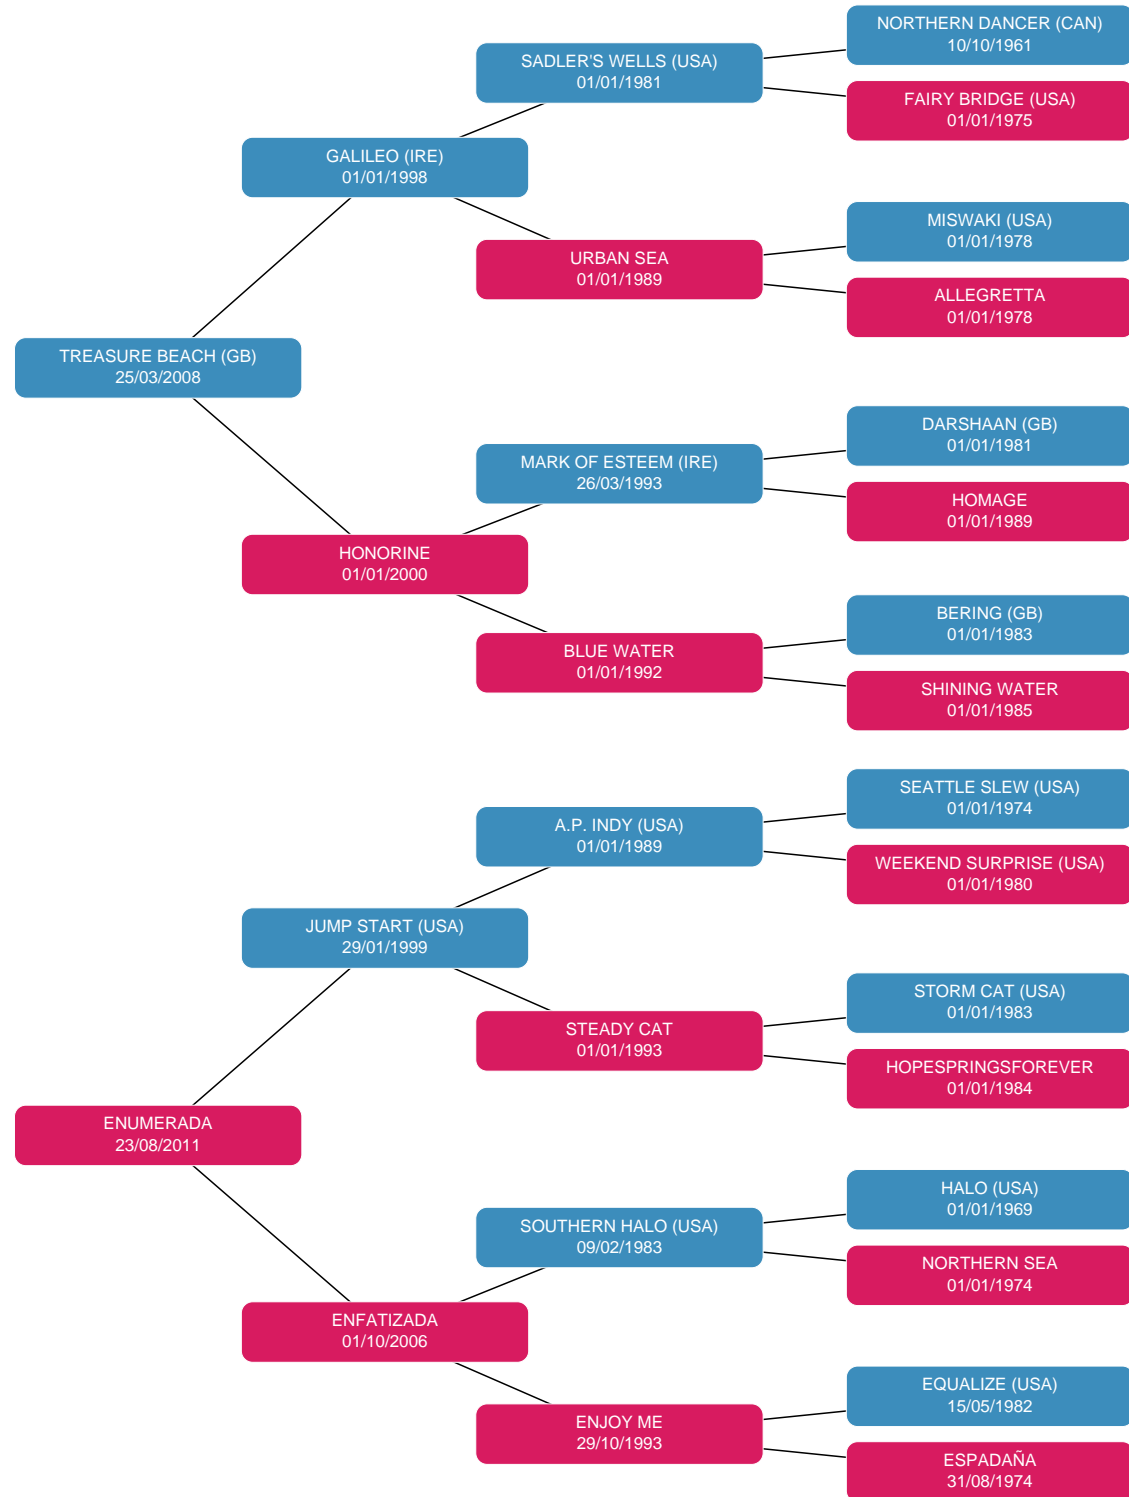 NORTHERN DANCER (CAN)
10/10/1961
SADLER'S WELLS (USA)
01/01/1981
FAIRY BRIDGE (USA)
01/01/1975
GALILEO (IRE)
01/01/1998
MISWAKI (USA)
01/01/1978
URBAN SEA
01/01/1989
ALLEGRETTA
01/01/1978
TREASURE BEACH (GB)
25/03/2008
DARSHAAN (GB)
01/01/1981
MARK OF ESTEEM (IRE)
26/03/1993
HOMAGE
01/01/1989
HONORINE
01/01/2000
BERING (GB)
01/01/1983
BLUE WATER
01/01/1992
SHINING WATER
01/01/1985
SEATTLE SLEW (USA)
01/01/1974
A.P. INDY (USA)
01/01/1989
WEEKEND SURPRISE (USA)
01/01/1980
JUMP START (USA)
29/01/1999
STORM CAT (USA)
01/01/1983
STEADY CAT
01/01/1993
HOPESPRINGSFOREVER
01/01/1984
ENUMERADA
23/08/2011
HALO (USA)
01/01/1969
SOUTHERN HALO (USA)
09/02/1983
NORTHERN SEA
01/01/1974
ENFATIZADA
01/10/2006
EQUALIZE (USA)
15/05/1982
ENJOY ME
29/10/1993
ESPADAÑA
31/08/1974